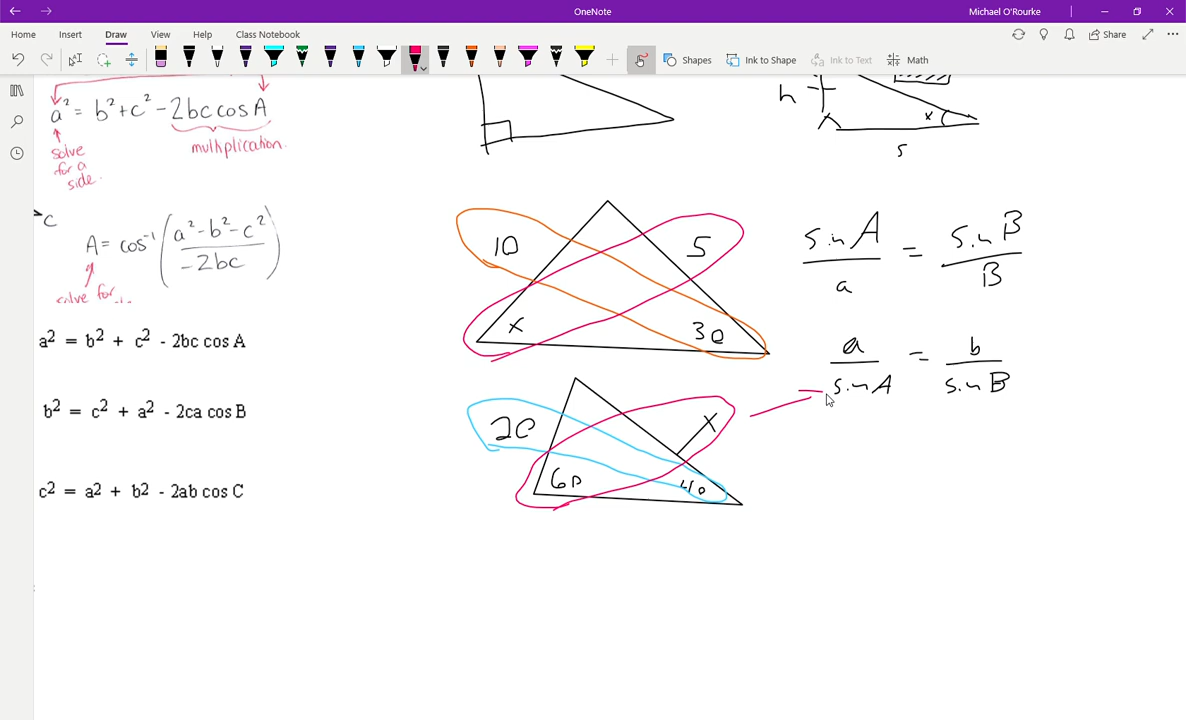 OneNote
Michael O'Rourke
Home Insert Draw View Help Class Notebook
Share
Shapes Ink to Shape Ink to Text Math
a² = b² + c² - 2bc cos A
solve
for a
side.
multiplication.
c
A = cos⁻¹ (a² - b² - c² / -2bc)
solve for
a² = b² + c² - 2bc cos A
b² = c² + a² - 2ca cos B
c² = a² + b² - 2ab cos C
h
x
5
10 5
x 30
sin A / a = sin B / B
a / sin A = b / sin B
20 x
60 40